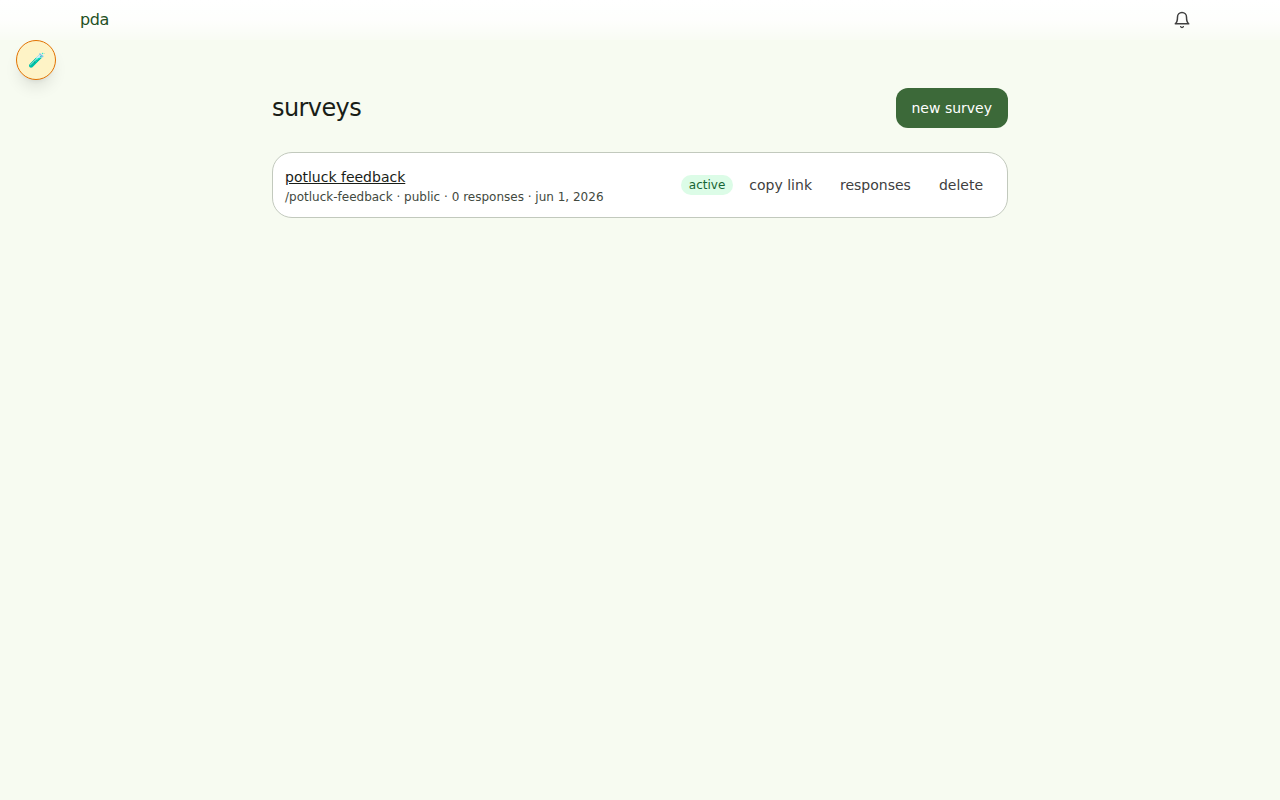 pda
surveys
new survey
potluck feedback
/potluck-feedback · public · 0 responses · jun 1, 2026
active
copy link
responses
delete